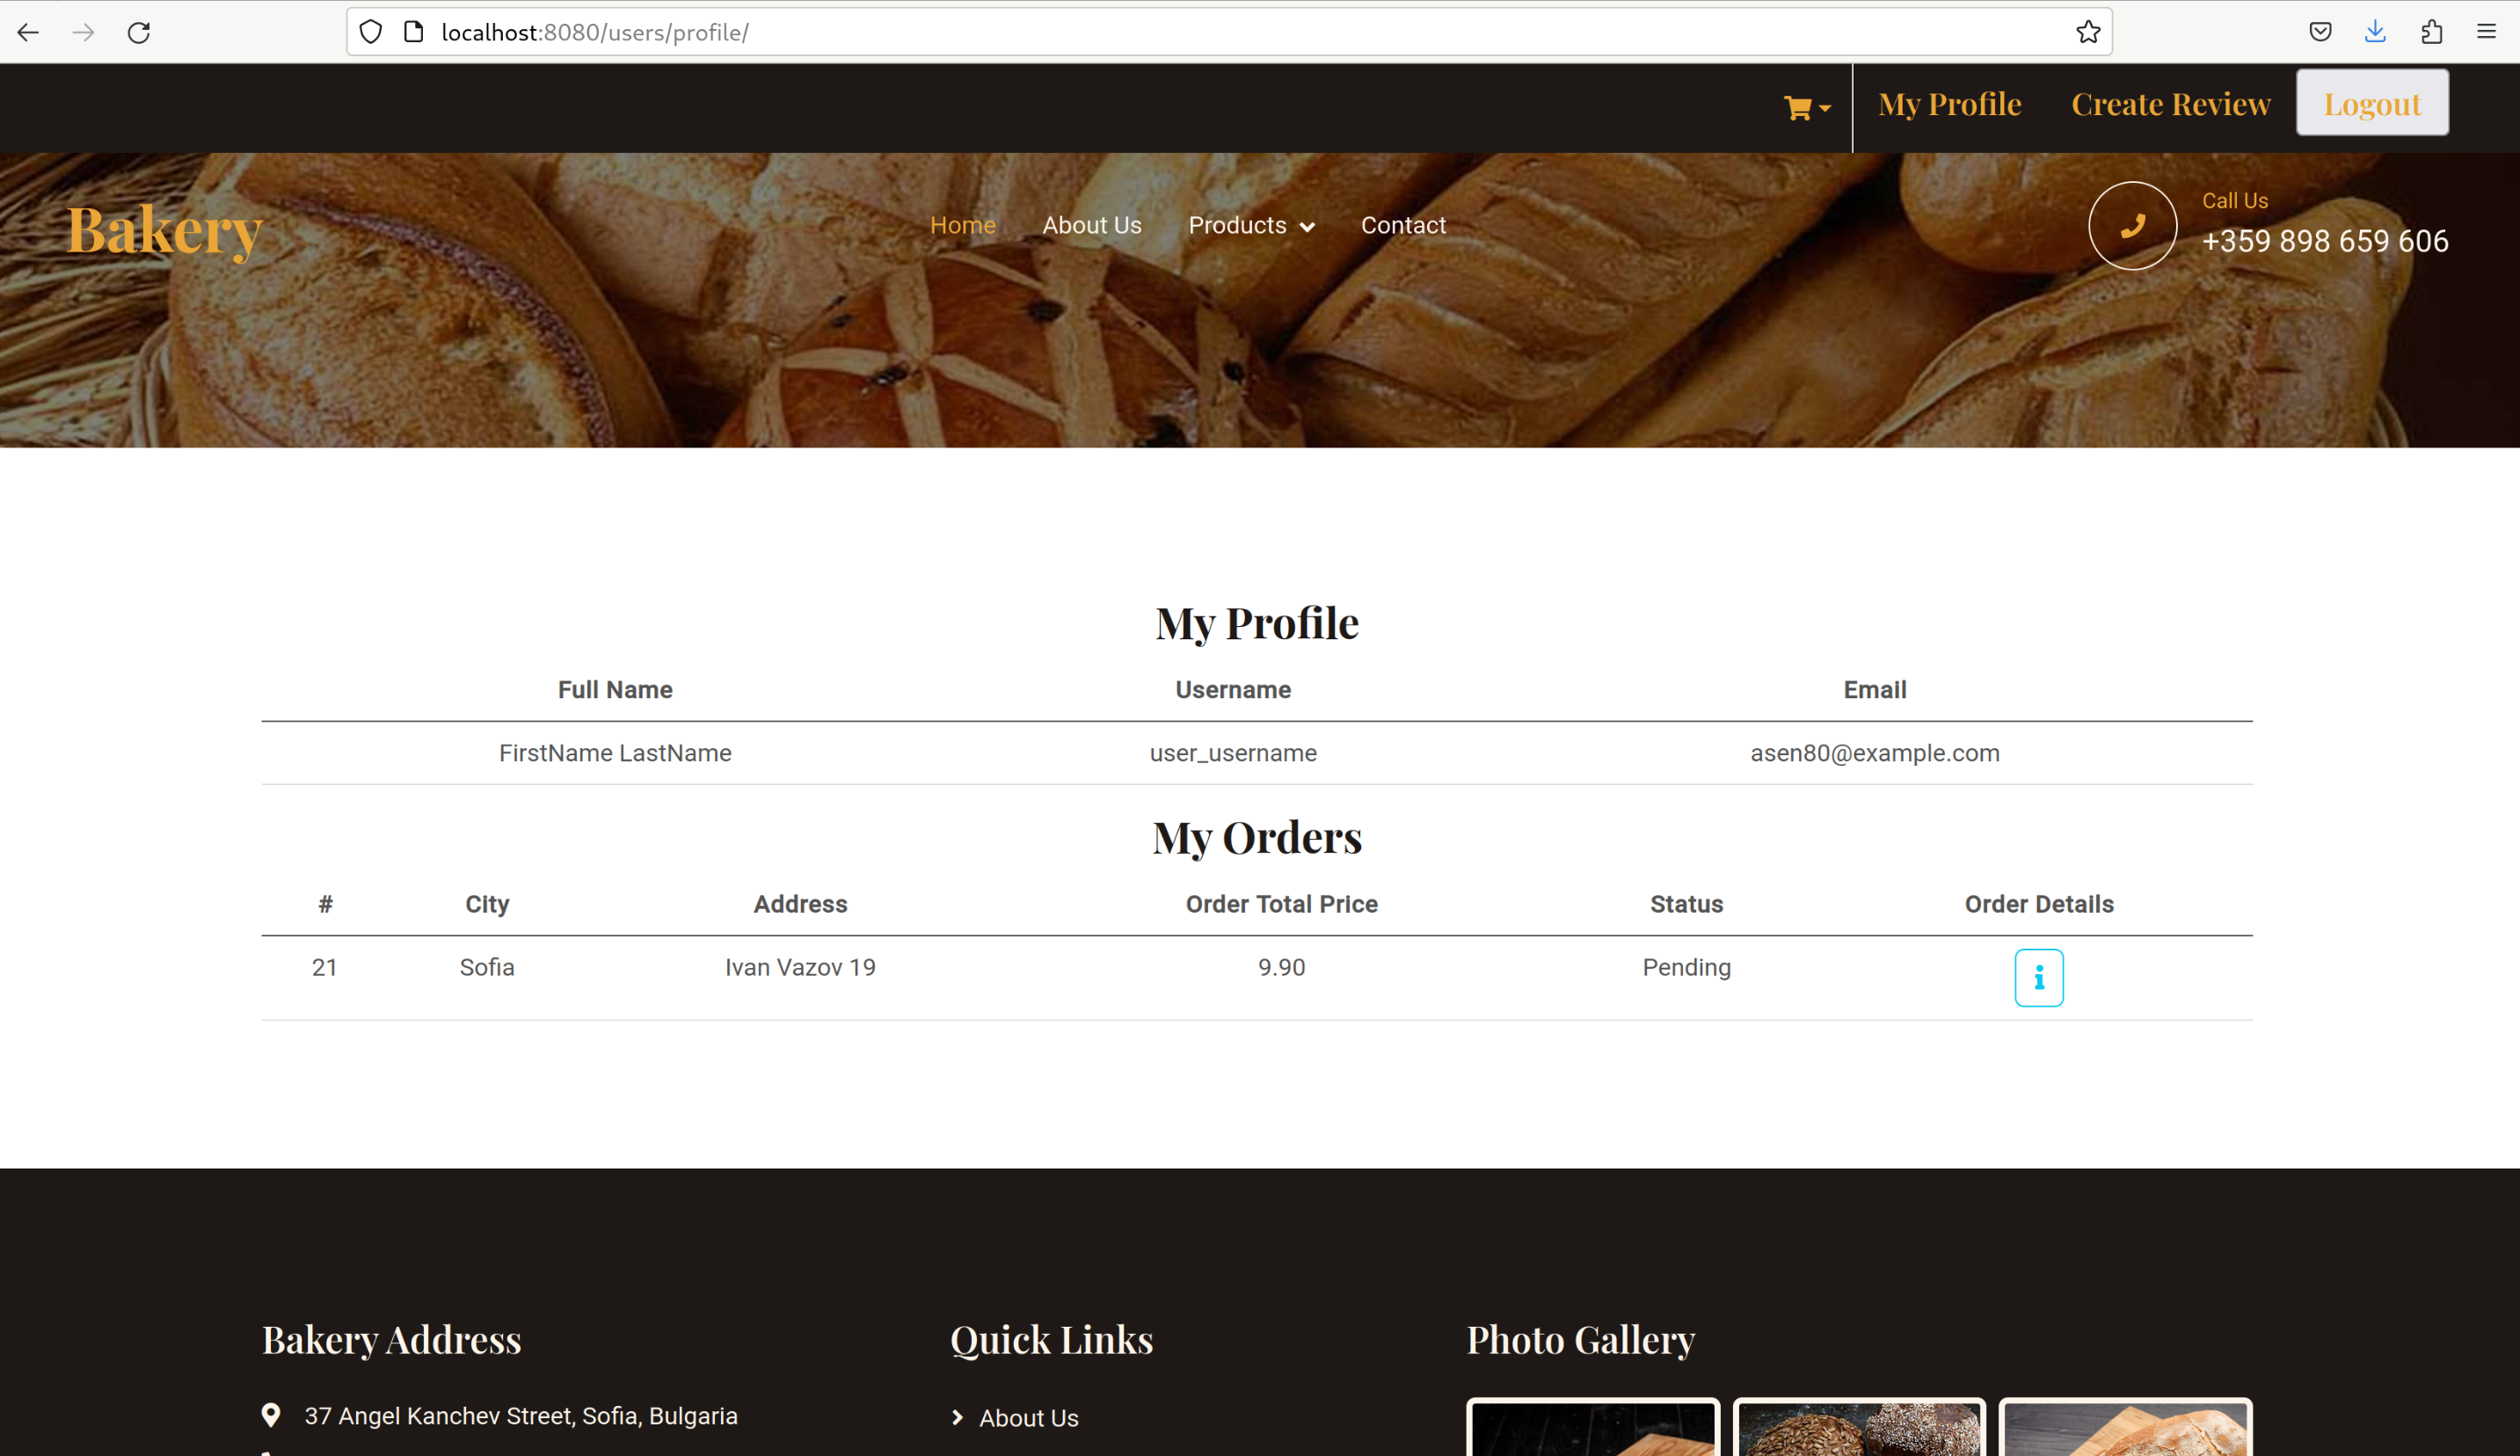 localhost:8080/users/profile/
My Profile Create Review Logout
Bakery
Home About Us Products Contact
Call Us
+359 898 659 606
My Profile
Full Name Username Email
FirstName LastName user_username asen80@example.com
My Orders
# City Address Order Total Price Status Order Details
21 Sofia Ivan Vazov 19 9.90 Pending
Bakery Address Quick Links Photo Gallery
37 Angel Kanchev Street, Sofia, Bulgaria
About Us